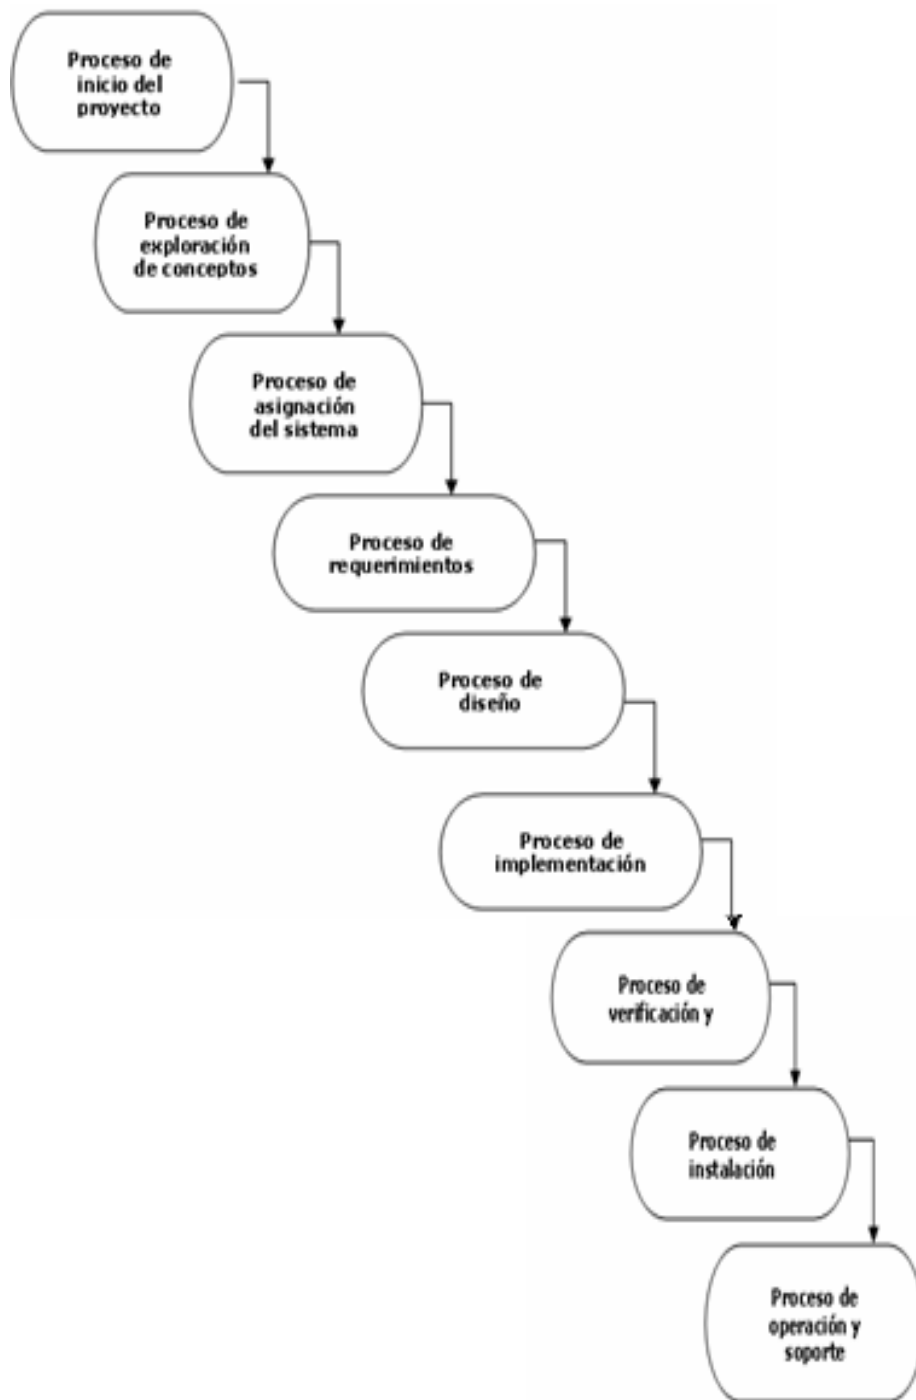 Proceso de
inicio del
proyecto
Proceso de
exploración
de conceptos
Proceso de
asignación
del sistema
Proceso de
requerimientos
Proceso de
diseño
Proceso de
implementación
Proceso de
verificación y
Proceso de
instalación
Proceso de
operación y
soporte